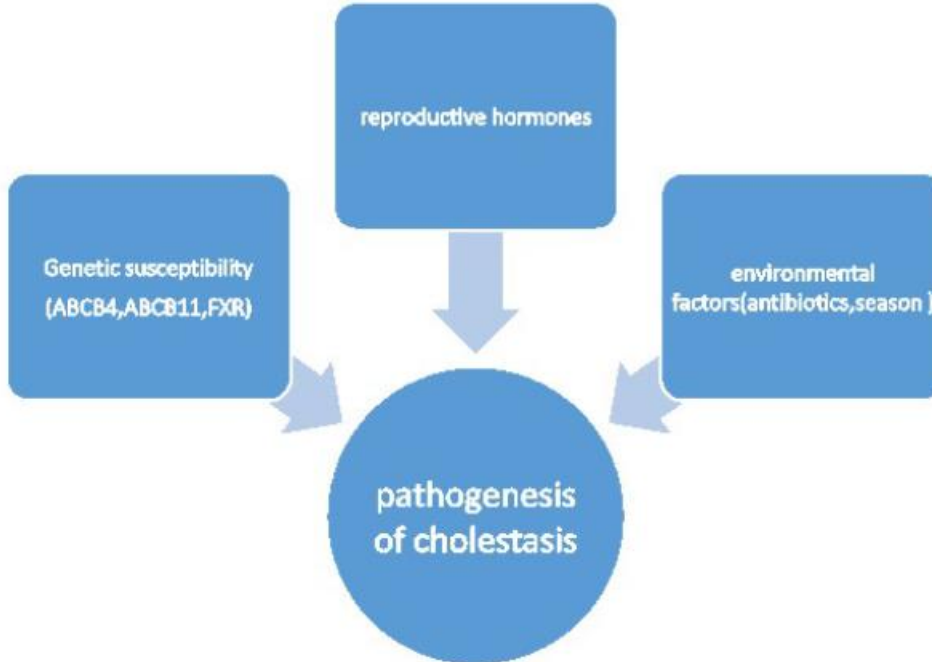 reproductive hormones
Genetic susceptibility
(ABCB4,ABCB11,FXR)
environmental
factors(antibiotics,season )
pathogenesis
of cholestasis